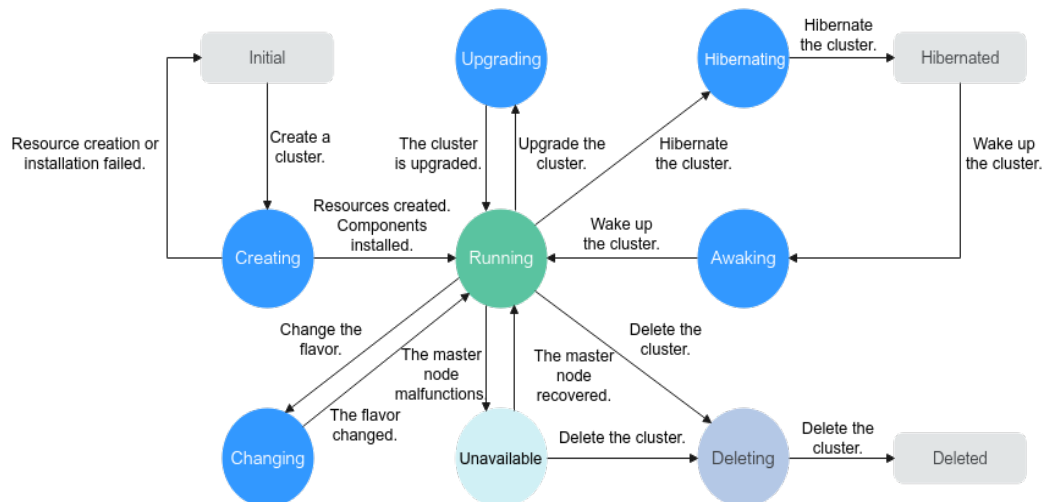 Initial
Upgrading
Hibernating
Hibernate
the cluster.
Hibernated
Resource creation or
installation failed.
Create a
cluster.
The cluster
is upgraded.
Upgrade the
cluster.
Hibernate
the cluster.
Wake up
the cluster.
Creating
Resources created.
Components
installed.
Running
Wake up
the cluster.
Awaking
Change the
flavor.
The flavor
changed.
The master
node
malfunctions
The master
node
recovered.
Delete the
cluster.
Changing
Unavailable
Delete the cluster.
Deleting
Delete the
cluster.
Deleted